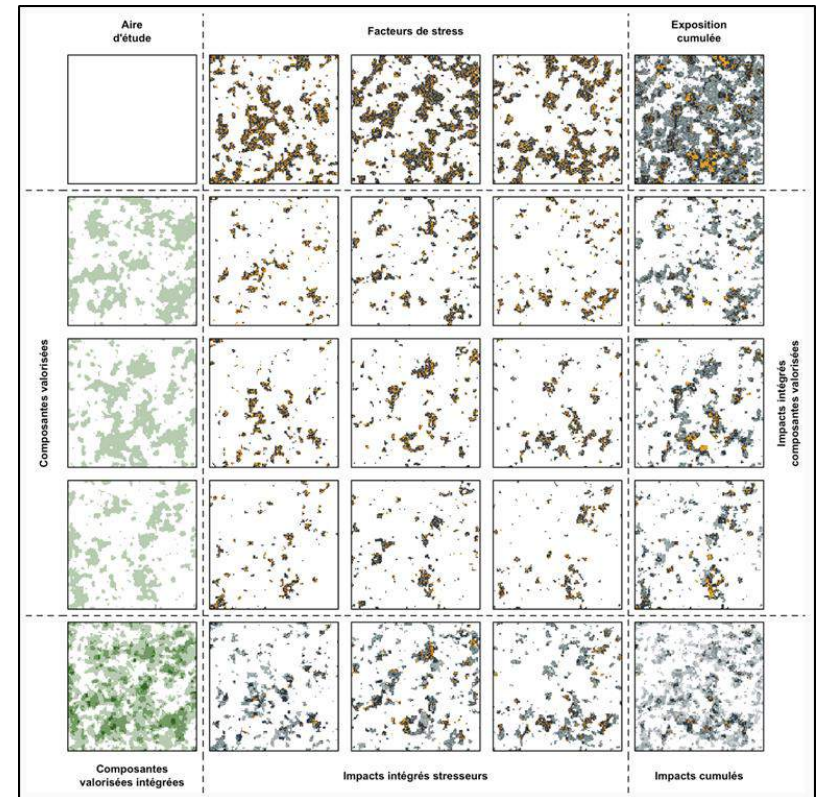 Aire
d'étude
Facteurs de stress
Exposition
cumulée
Composantes valorisées
Impacts intégrés
composantes valorisées
Composantes
valorisées intégrées
Impacts intégrés stresseurs
Impacts cumulés